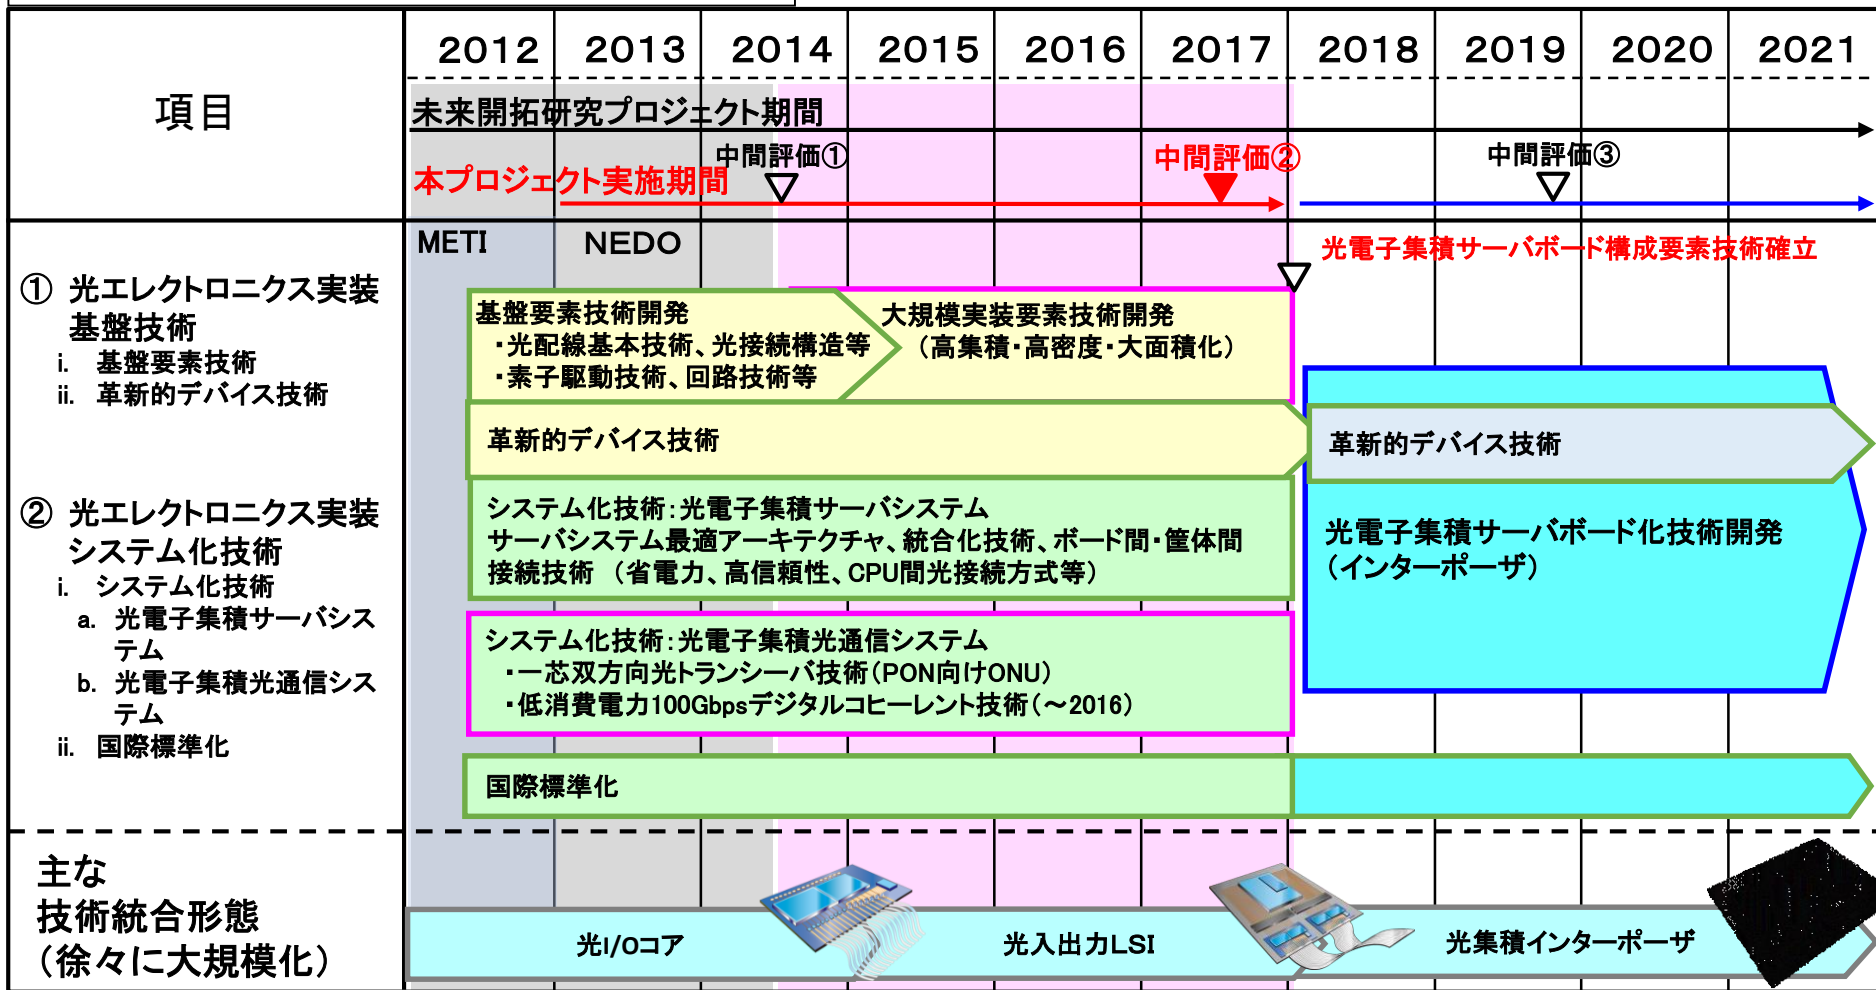 項目
2012 2013 2014 2015 2016 2017 2018 2019 2020 2021
未来開拓研究プロジェクト期間
中間評価① 中間評価② 中間評価③
本プロジェクト実施期間
METI NEDO
光電子集積サーバボード構成要素技術確立
① 光エレクトロニクス実装
基盤技術
i. 基盤要素技術
ii. 革新的デバイス技術
② 光エレクトロニクス実装
システム化技術
i. システム化技術
a. 光電子集積サーバシス
テム
b. 光電子集積光通信シス
テム
ii. 国際標準化
基盤要素技術開発
・光配線基本技術、光接続構造等
・素子駆動技術、回路技術等
大規模実装要素技術開発
（高集積・高密度・大面積化）
革新的デバイス技術
革新的デバイス技術
システム化技術：光電子集積サーバシステム
サーバシステム最適アーキテクチャ、統合化技術、ボード間・筐体間
接続技術 （省電力、高信頼性、CPU間光接続方式等）
光電子集積サーバボード化技術開発
（インターポーザ）
システム化技術：光電子集積光通信システム
・一芯双方向光トランシーバ技術（PON向けONU）
・低消費電力100Gbpsデジタルコヒーレント技術（～2016）
国際標準化
主な
技術統合形態
（徐々に大規模化）
光I/Oコア
光入出力LSI
光集積インターポーザ